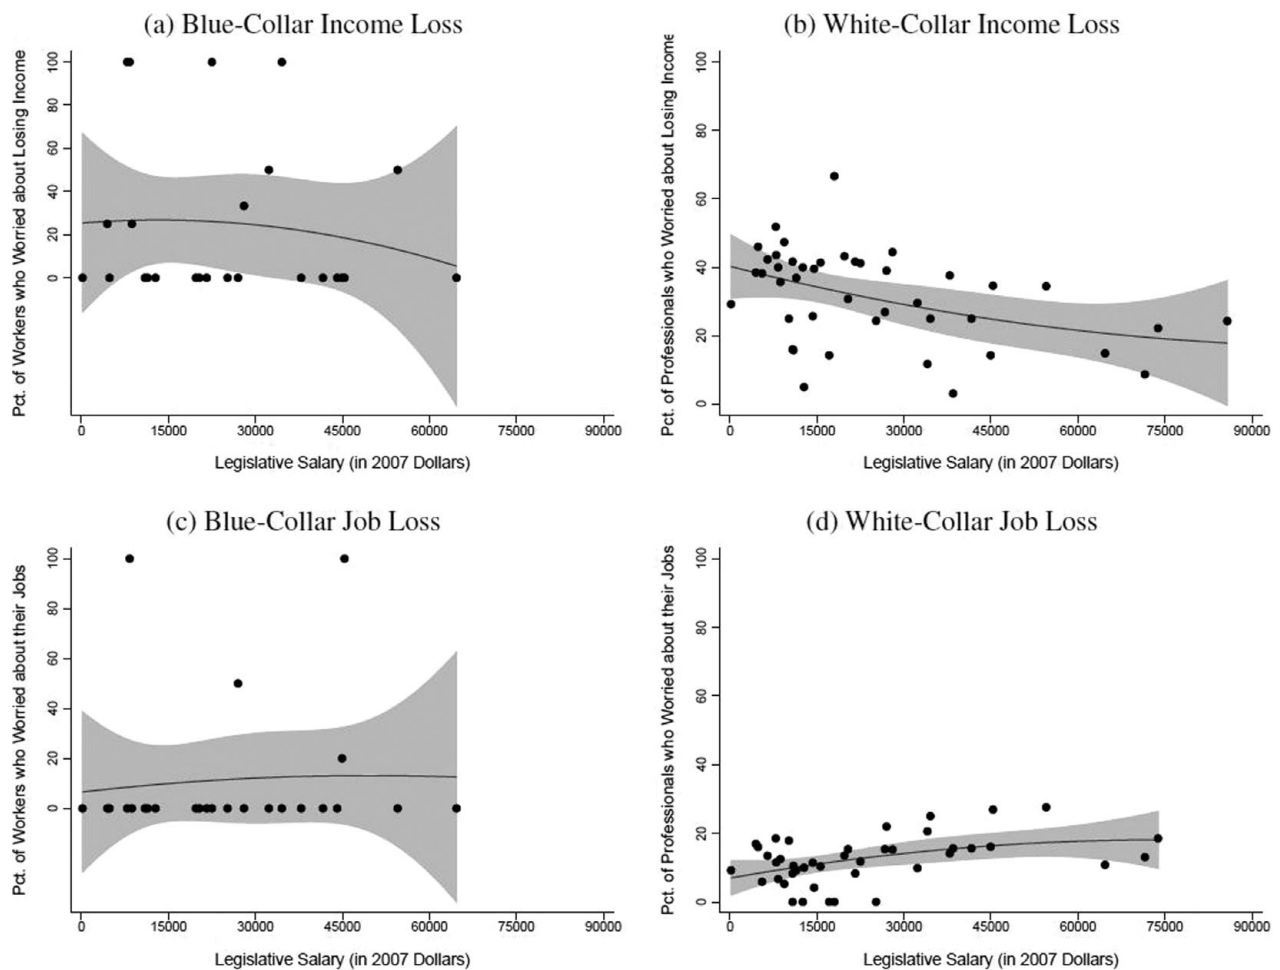 (a) Blue-Collar Income Loss
Pct. of Workers who Worried about Losing Income
100
80
60
40
20
0
0 15000 30000 45000 60000 75000 90000
Legislative Salary (in 2007 Dollars)
(b) White-Collar Income Loss
Pct. of Professionals who Worried about Losing Income
100
80
60
40
20
0
0 15000 30000 45000 60000 75000 90000
Legislative Salary (in 2007 Dollars)
(c) Blue-Collar Job Loss
Pct. of Workers who Worried about their Jobs
100
80
60
40
20
0
0 15000 30000 45000 60000 75000 90000
Legislative Salary (in 2007 Dollars)
(d) White-Collar Job Loss
Pct. of Professionals who Worried about their Jobs
100
80
60
40
20
0
0 15000 30000 45000 60000 75000 90000
Legislative Salary (in 2007 Dollars)